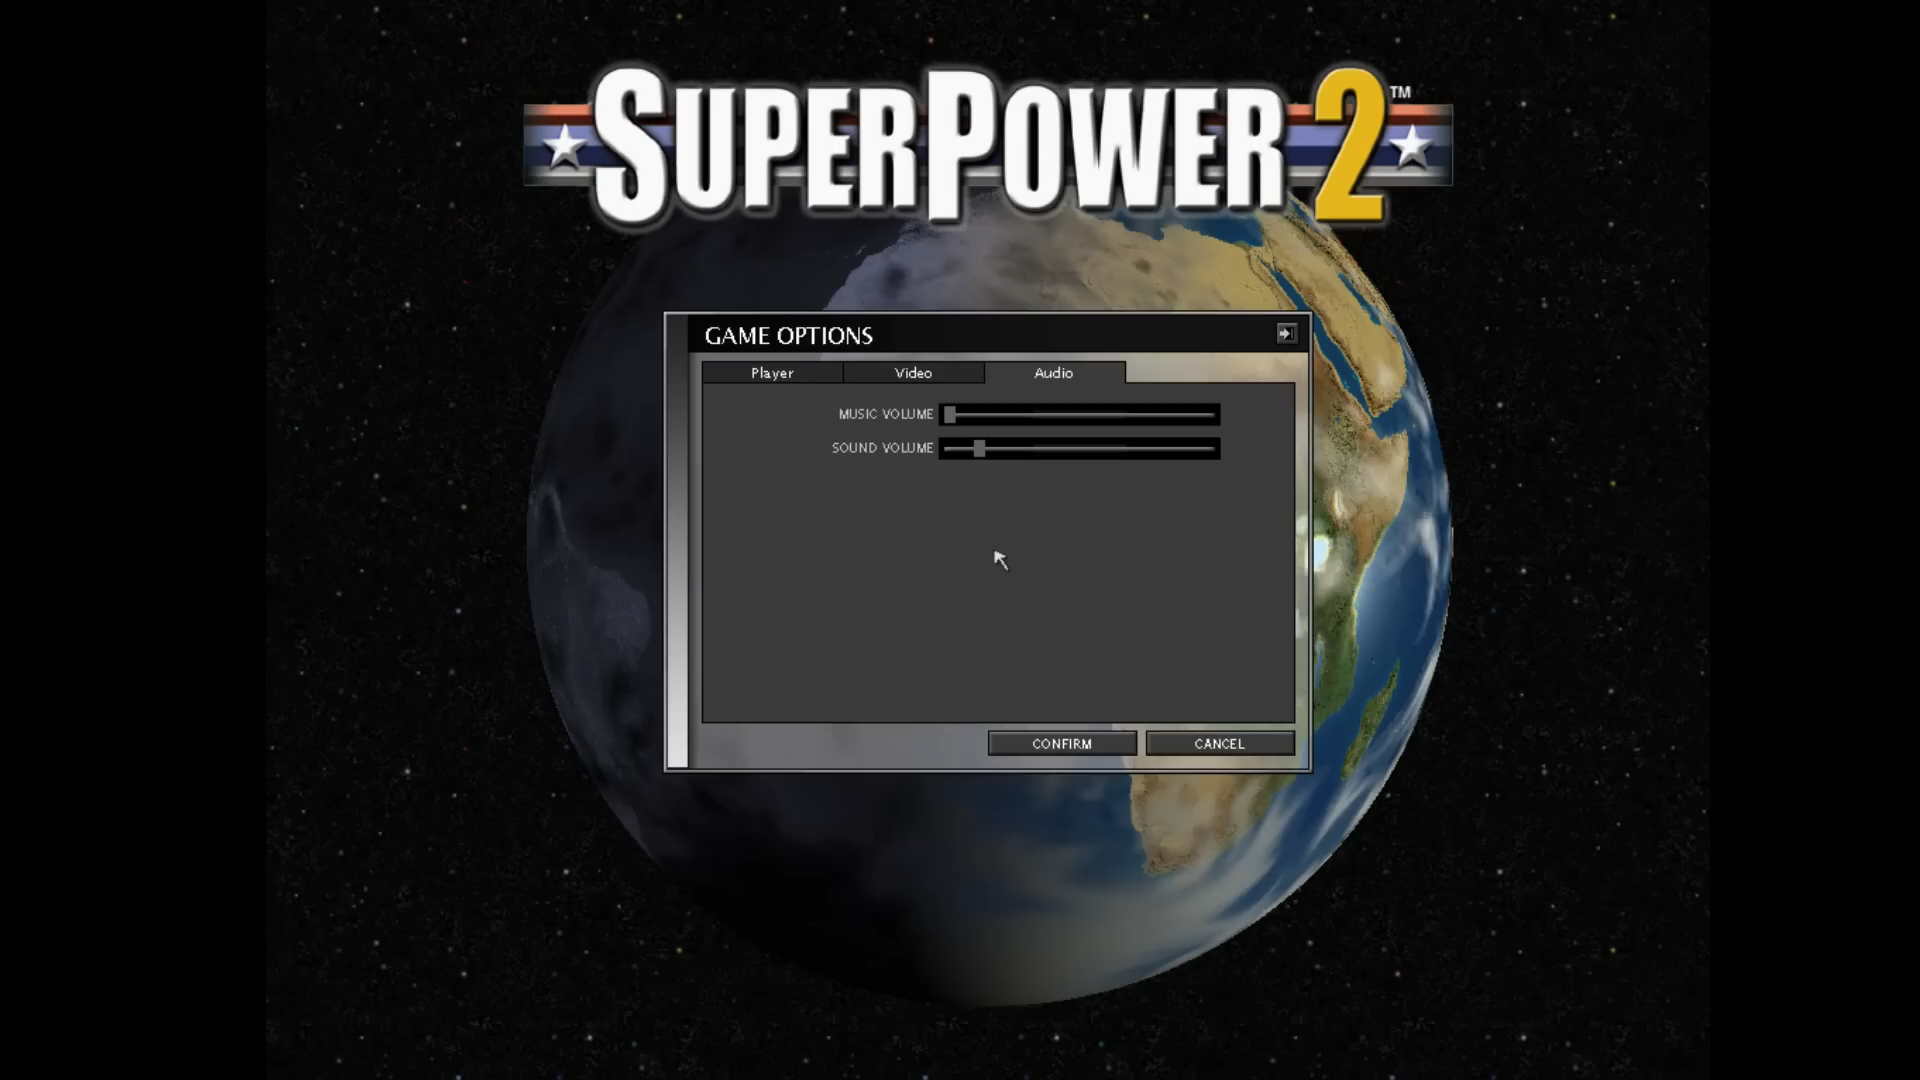 SUPERPOWER 2™
GAME OPTIONS
Player Video Audio
MUSIC VOLUME
SOUND VOLUME
CONFIRM CANCEL